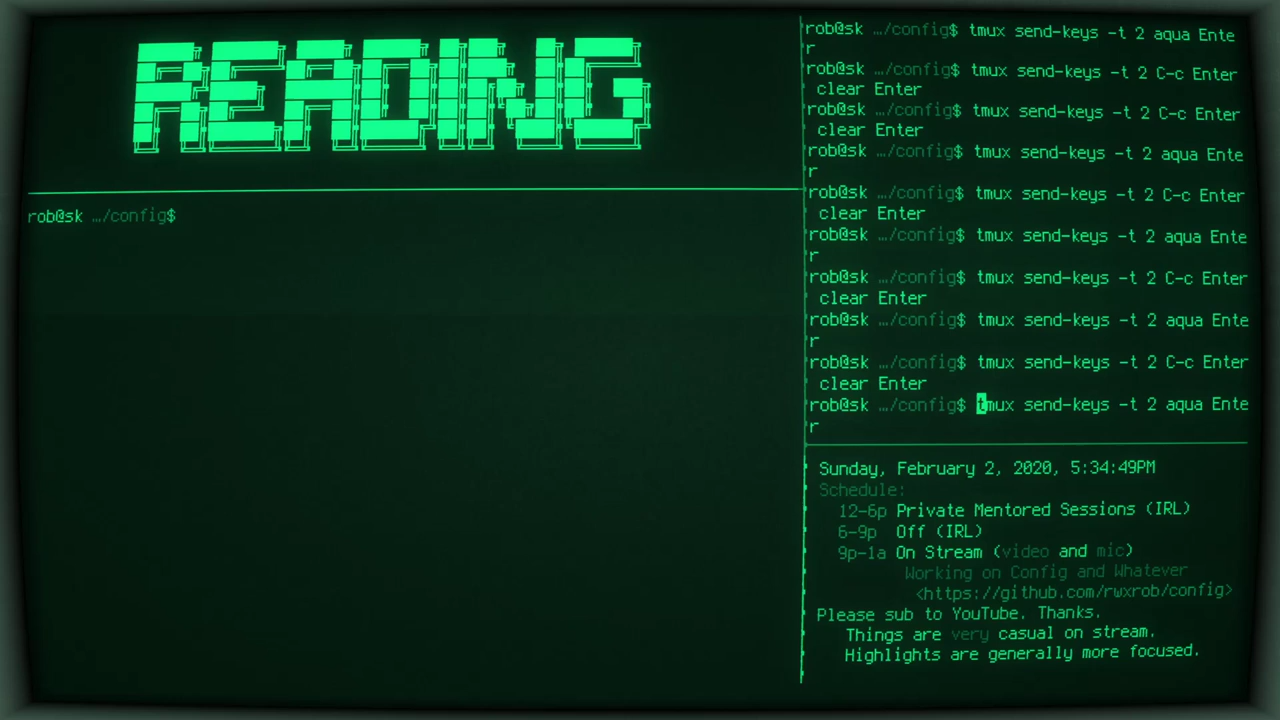 READING
rob@sk …/config$
rob@sk …/config$ tmux send-keys -t 2 aqua Ente
r
rob@sk …/config$ tmux send-keys -t 2 C-c Enter
clear Enter
rob@sk …/config$ tmux send-keys -t 2 C-c Enter
clear Enter
rob@sk …/config$ tmux send-keys -t 2 aqua Ente
r
rob@sk …/config$ tmux send-keys -t 2 C-c Enter
clear Enter
rob@sk …/config$ tmux send-keys -t 2 aqua Ente
r
rob@sk …/config$ tmux send-keys -t 2 C-c Enter
clear Enter
rob@sk …/config$ tmux send-keys -t 2 aqua Ente
r
rob@sk …/config$ tmux send-keys -t 2 C-c Enter
clear Enter
rob@sk …/config$ tmux send-keys -t 2 aqua Ente
r
Sunday, February 2, 2020, 5:34:49PM
Schedule:
12-6p Private Mentored Sessions (IRL)
6-9p Off (IRL)
9p-1a On Stream (video and mic)
Working on Config and Whatever
<https://github.com/rwxrob/config>
Please sub to YouTube. Thanks.
Things are very casual on stream.
Highlights are generally more focused.